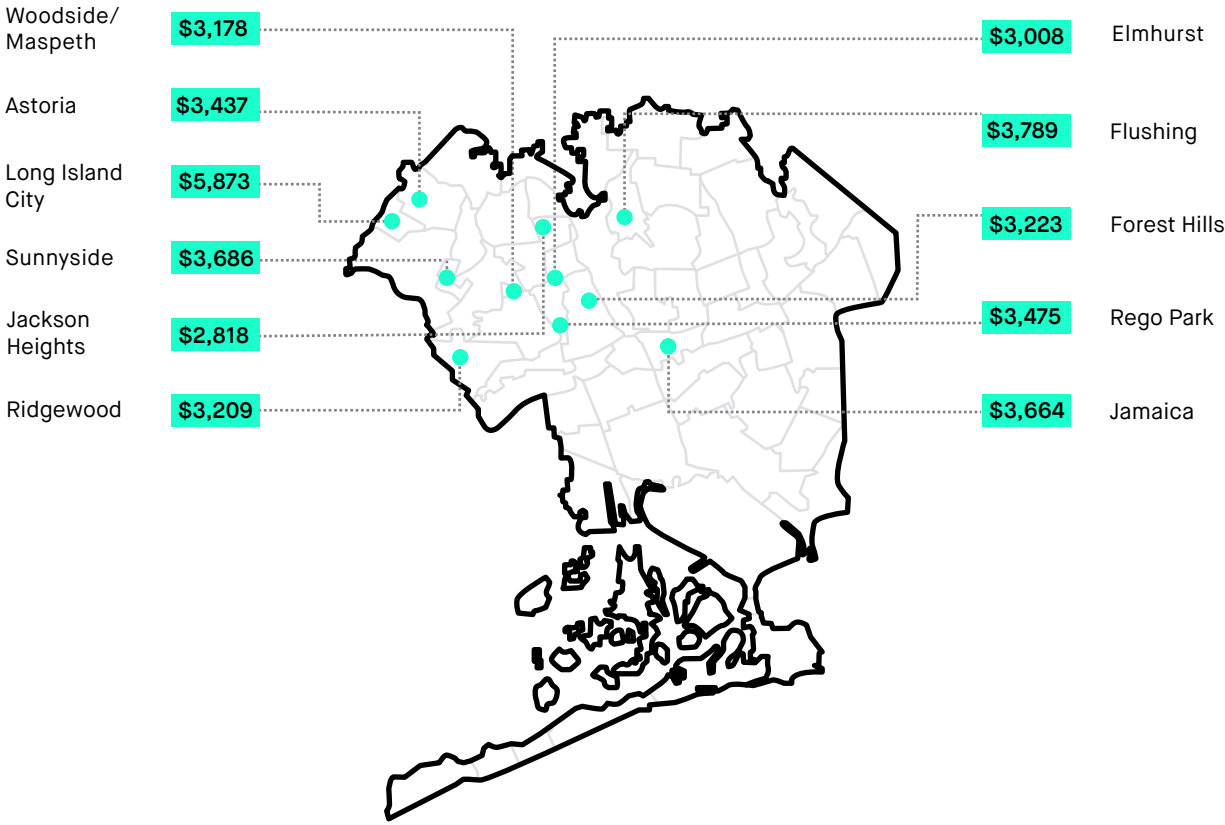 Woodside/
Maspeth
$3,178
Astoria
$3,437
Long Island
City
$5,873
Sunnyside
$3,686
Jackson
Heights
$2,818
Ridgewood
$3,209
$3,008
Elmhurst
$3,789
Flushing
$3,223
Forest Hills
$3,475
Rego Park
$3,664
Jamaica